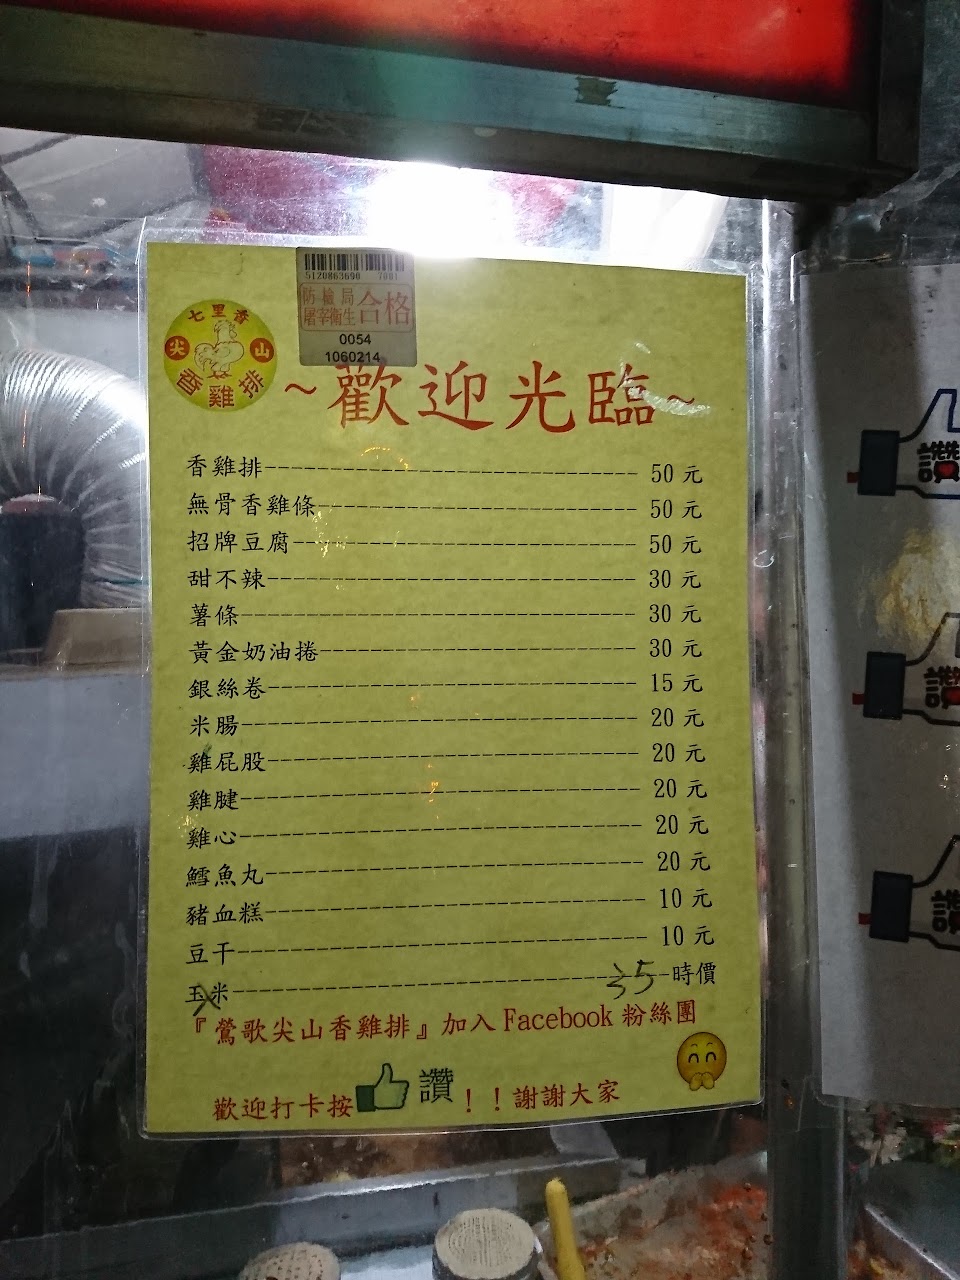 5120863690 7001
防檢局
屠宰衛生
合格
0054
1060214
七里香
尖山
香雞排
~歡迎光臨~
香雞排 50元
無骨香雞條 50元
招牌豆腐 50元
甜不辣 30元
薯條 30元
黃金奶油捲 30元
銀絲卷 15元
米腸 20元
雞屁股 20元
雞腱 20元
雞心 20元
鱈魚丸 20元
豬血糕 10元
豆干 10元
玉米 35 時價
『鶯歌尖山香雞排』加入Facebook粉絲團
歡迎打卡按讚！！謝謝大家
讚
讚
讚